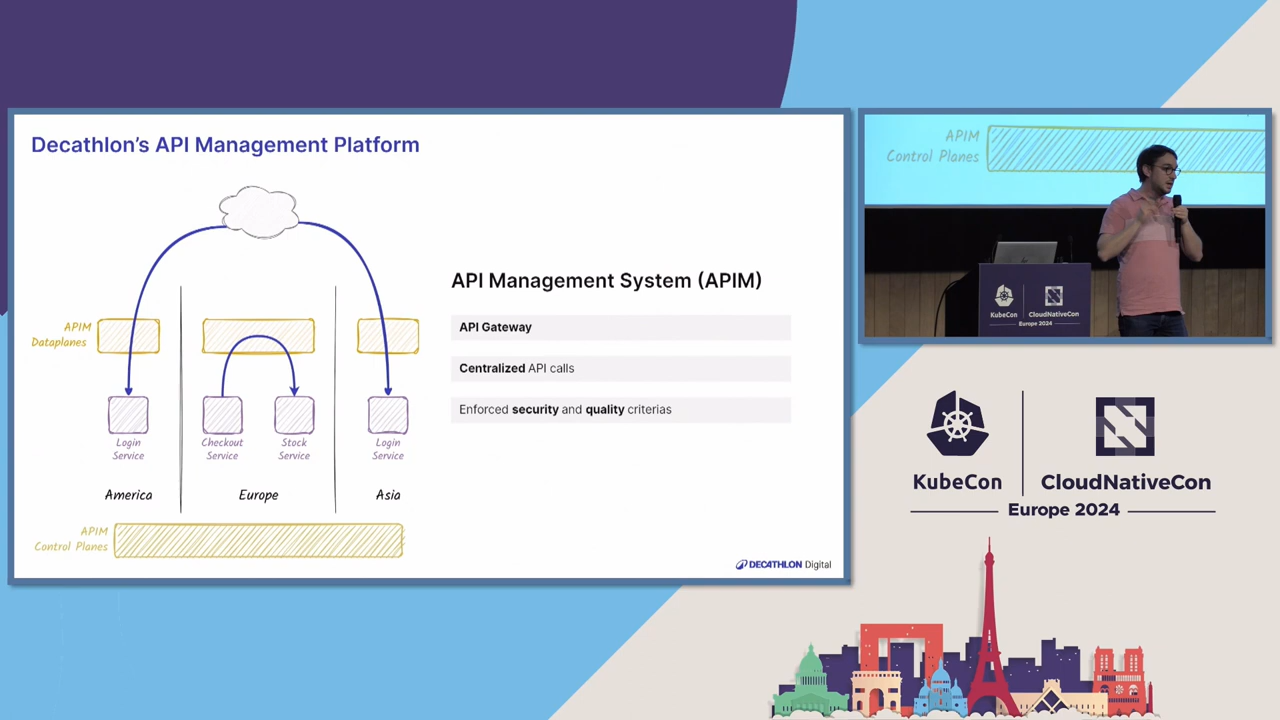 Decathlon's API Management Platform
APIM
Dataplanes
Login
Service
Checkout
Service
Stock
Service
Login
Service
America
Europe
Asia
APIM
Control Planes
API Management System (APIM)
API Gateway
Centralized API calls
Enforced security and quality criterias
DECATHLON Digital
APIM
Control Planes
KubeCon
CloudNativeCon
Europe 2024
KubeCon
CloudNativeCon
Europe 2024